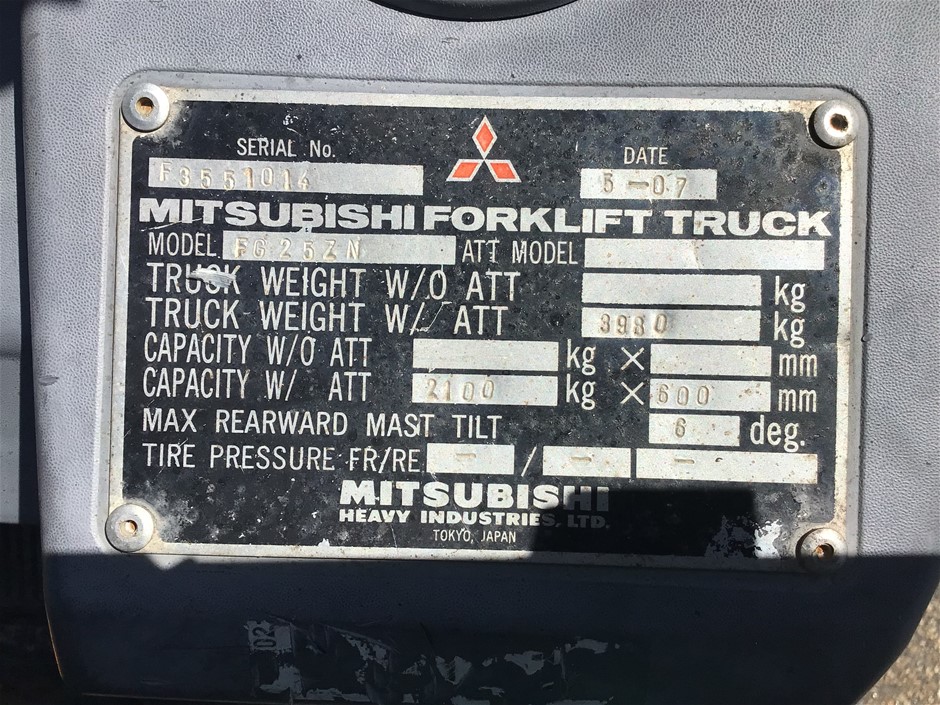 SERIAL No. DATE
F3551014 5-07
MITSUBISHI FORKLIFT TRUCK
MODEL FG25ZN ATT MODEL
TRUCK WEIGHT W/O ATT kg
TRUCK WEIGHT W/ ATT 3980 kg
CAPACITY W/O ATT kg × mm
CAPACITY W/ ATT 2100 kg × 600 mm
MAX REARWARD MAST TILT 6 deg.
TIRE PRESSURE FR/RE - / - -
MITSUBISHI
HEAVY INDUSTRIES, LTD.
TOKYO, JAPAN
02